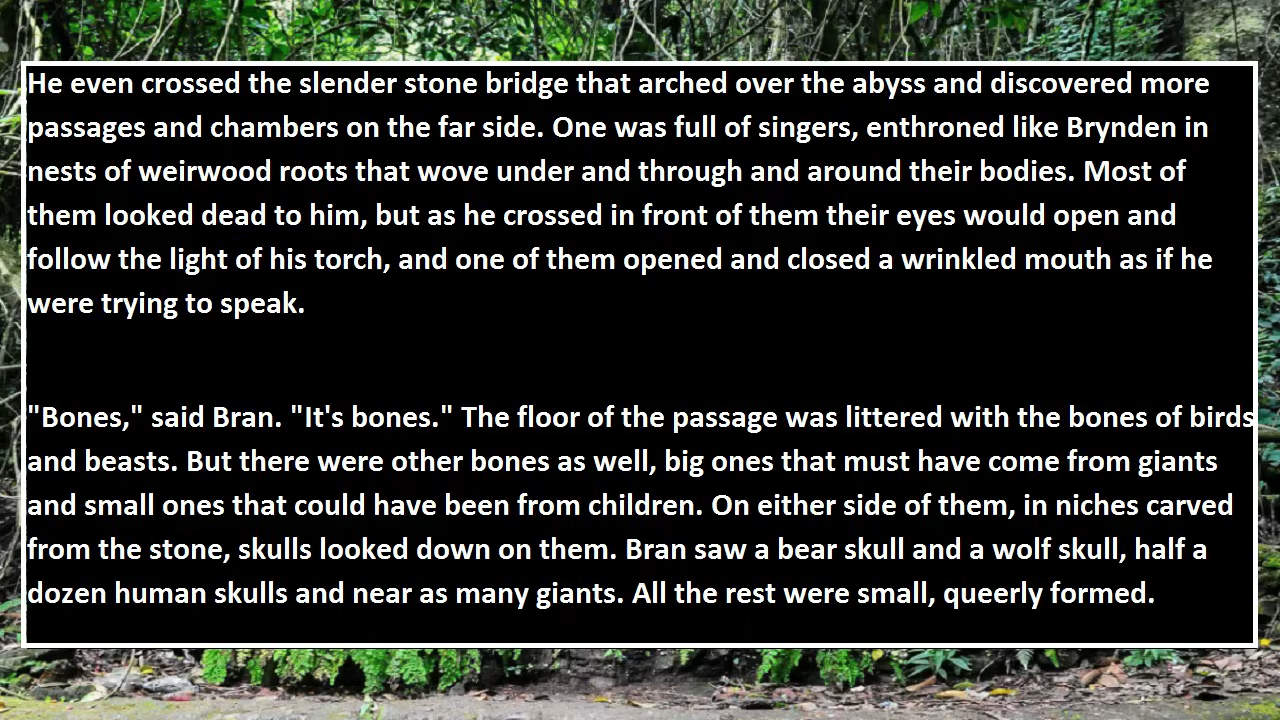 He even crossed the slender stone bridge that arched over the abyss and discovered more
passages and chambers on the far side. One was full of singers, enthroned like Brynden in
nests of weirwood roots that wove under and through and around their bodies. Most of
them looked dead to him, but as he crossed in front of them their eyes would open and
follow the light of his torch, and one of them opened and closed a wrinkled mouth as if he
were trying to speak.
"Bones," said Bran. "It's bones." The floor of the passage was littered with the bones of birds
and beasts. But there were other bones as well, big ones that must have come from giants
and small ones that could have been from children. On either side of them, in niches carved
from the stone, skulls looked down on them. Bran saw a bear skull and a wolf skull, half a
dozen human skulls and near as many giants. All the rest were small, queerly formed.